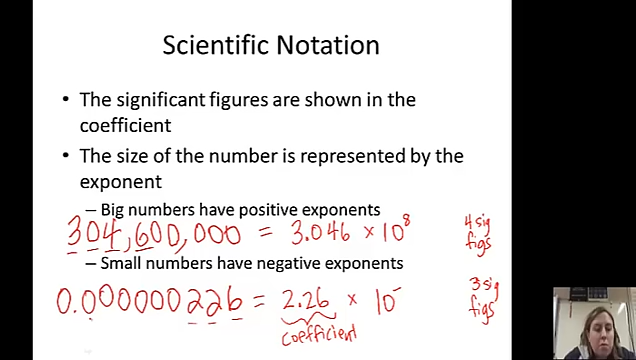 Scientific Notation
• The significant figures are shown in the
coefficient
• The size of the number is represented by the
exponent
– Big numbers have positive exponents
304,600,000 = 3.046 × 10⁸
4 sig
figs
– Small numbers have negative exponents
0.000000226 = 2.26 × 10⁻
3 sig
figs
coefficient